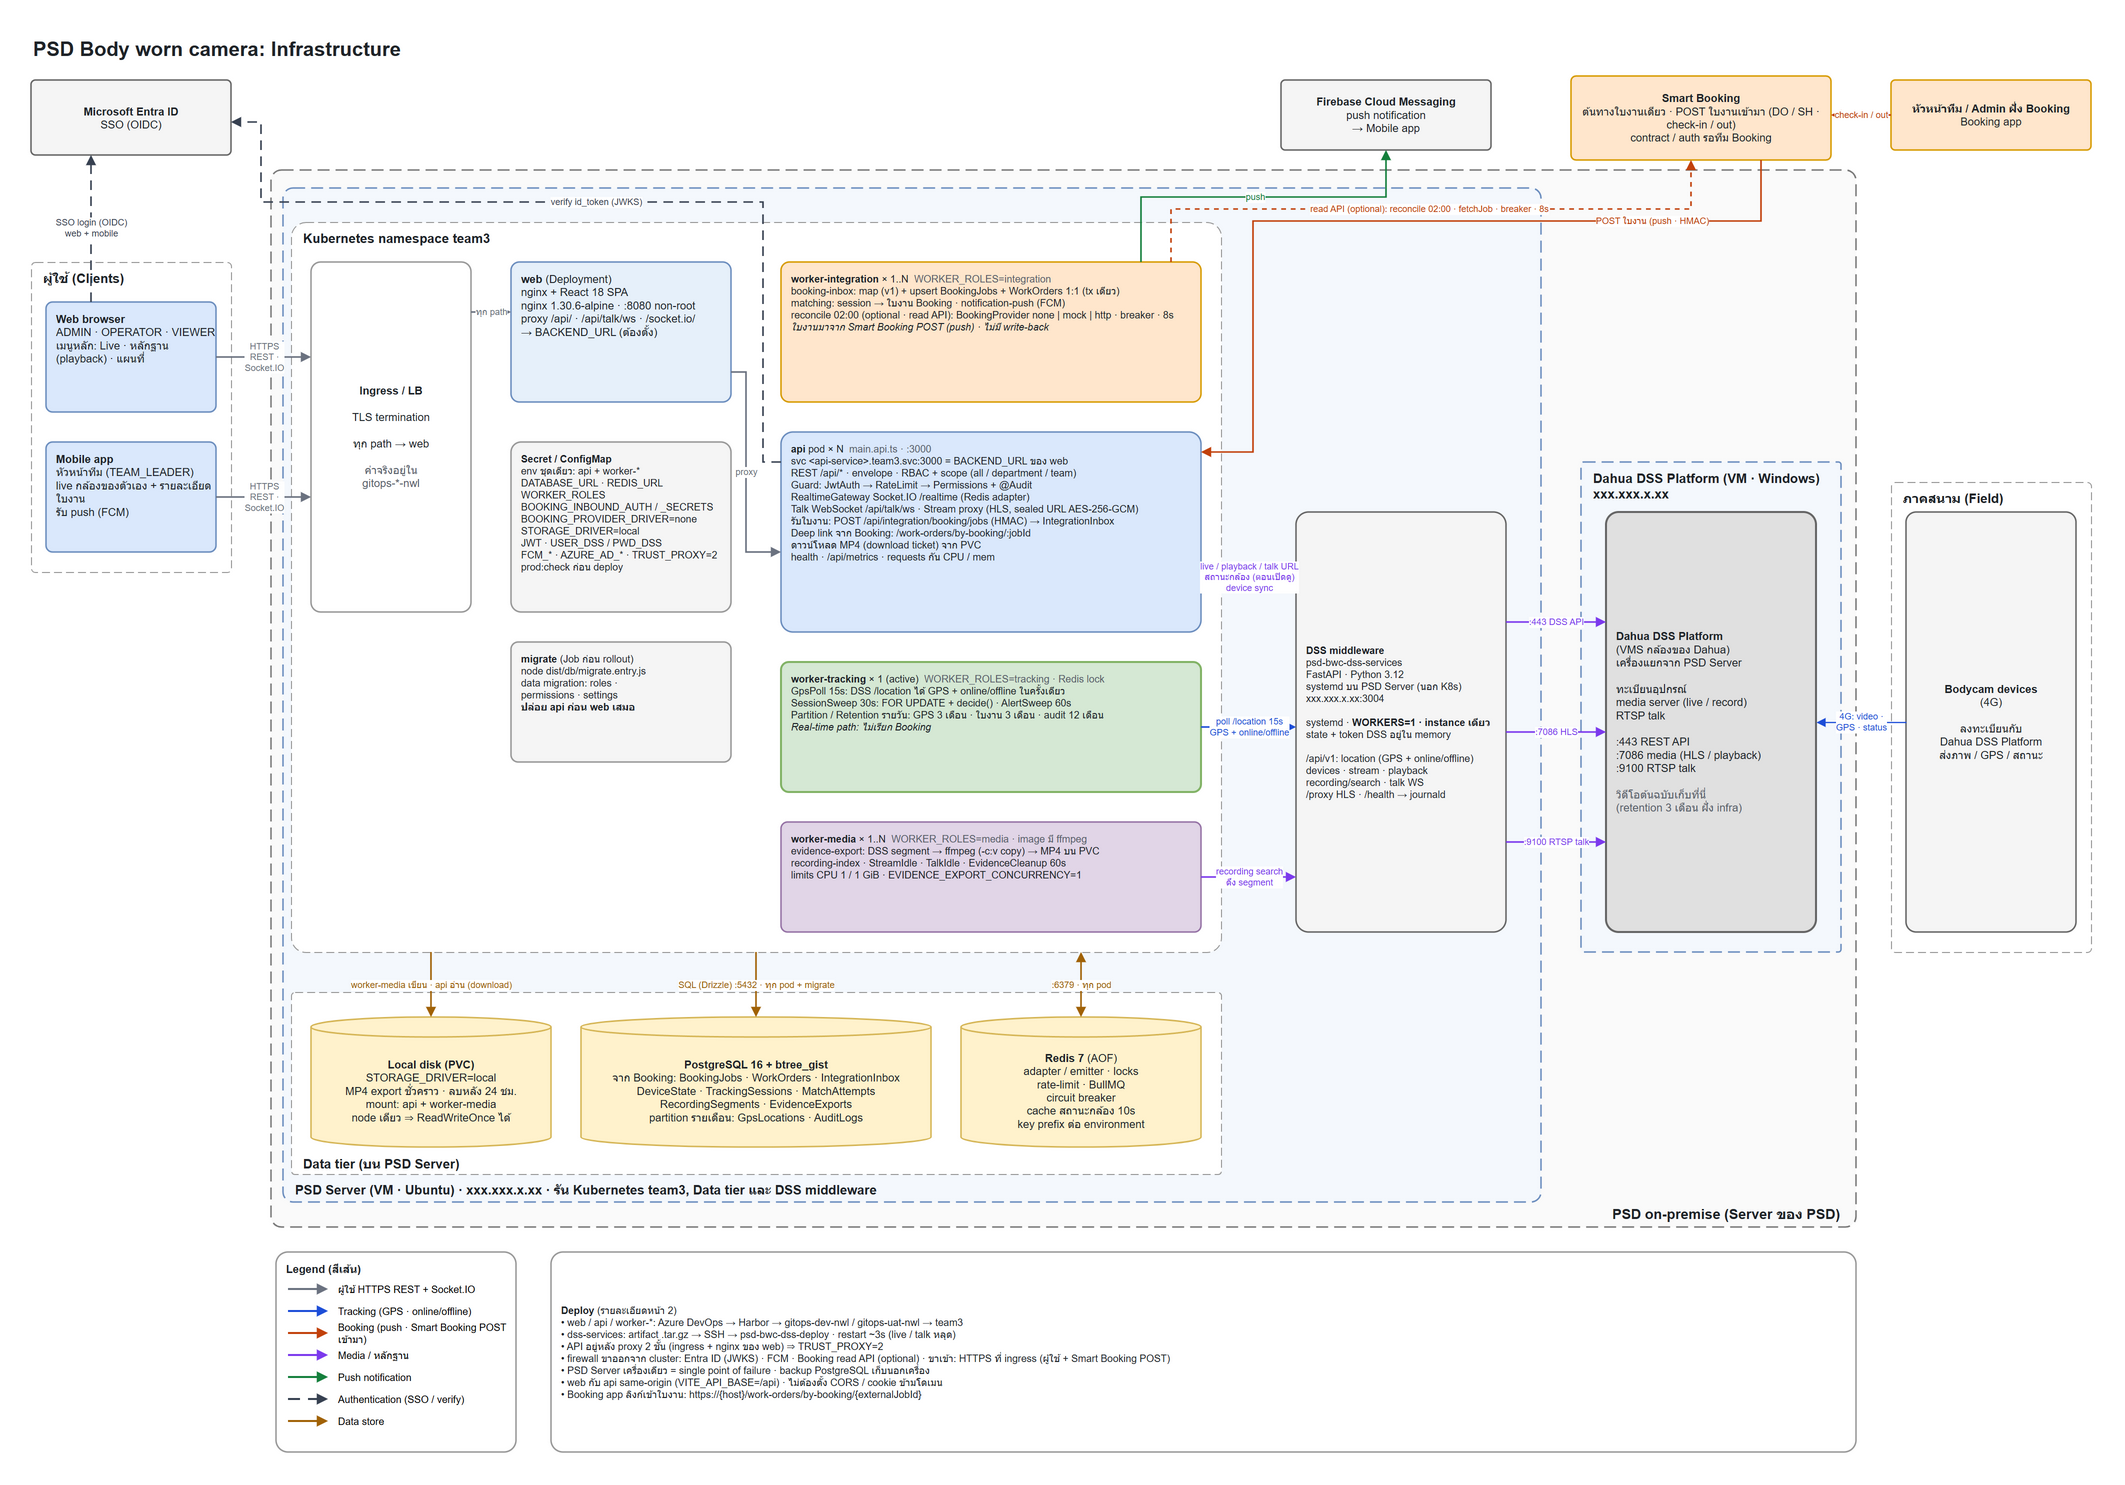 PSD Body worn camera: Infrastructure
Microsoft Entra ID
SSO (OIDC)
Firebase Cloud Messaging
push notification
→ Mobile app
Smart Booking
ต้นทางใบงานเดียว · POST ใบงานเข้ามา (DO / SH ·
check-in / out)
contract / auth รอทีม Booking
check-in / out
หัวหน้าทีม / Admin ฝั่ง Booking
Booking app
SSO login (OIDC)
web + mobile
verify id_token (JWKS)
push
read API (optional): reconcile 02:00 · fetchJob · breaker · 8s
POST ใบงาน (push · HMAC)
ผู้ใช้ (Clients)
Web browser
ADMIN · OPERATOR · VIEWER
เมนูหลัก: Live · หลักฐาน
(playback) · แผนที่
Mobile app
หัวหน้าทีม (TEAM_LEADER)
live กล้องของตัวเอง + รายละเอียด
ใบงาน
รับ push (FCM)
HTTPS
REST ·
Socket.IO
HTTPS
REST ·
Socket.IO
Kubernetes namespace team3
Ingress / LB
TLS termination
ทุก path → web
ค่าจริงอยู่ใน
gitops-*-nwl
ทุก path
web (Deployment)
nginx + React 18 SPA
nginx 1.30.6-alpine · :8080 non-root
proxy /api/ · /api/talk/ws · /socket.io/
→ BACKEND_URL (ต้องตั้ง)
Secret / ConfigMap
env ชุดเดียว: api + worker-*
DATABASE_URL · REDIS_URL
WORKER_ROLES
BOOKING_INBOUND_AUTH / _SECRETS
BOOKING_PROVIDER_DRIVER=none
STORAGE_DRIVER=local
JWT · USER_DSS / PWD_DSS
FCM_* · AZURE_AD_* · TRUST_PROXY=2
prod:check ก่อน deploy
proxy
migrate (Job ก่อน rollout)
node dist/db/migrate.entry.js
data migration: roles ·
permissions · settings
ปล่อย api ก่อน web เสมอ
worker-integration × 1..N WORKER_ROLES=integration
booking-inbox: map (v1) + upsert BookingJobs + WorkOrders 1:1 (tx เดียว)
matching: session → ใบงาน Booking · notification-push (FCM)
reconcile 02:00 (optional · read API): BookingProvider none | mock | http · breaker · 8s
ใบงานมาจาก Smart Booking POST (push) · ไม่มี write-back
api pod × N main.api.ts · :3000
svc <api-service>.team3.svc:3000 = BACKEND_URL ของ web
REST /api/* · envelope · RBAC + scope (all / department / team)
Guard: JwtAuth → RateLimit → Permissions + @Audit
RealtimeGateway Socket.IO /realtime (Redis adapter)
Talk WebSocket /api/talk/ws · Stream proxy (HLS, sealed URL AES-256-GCM)
รับใบงาน: POST /api/integration/booking/jobs (HMAC) → IntegrationInbox
Deep link จาก Booking: /work-orders/by-booking/:jobId
ดาวน์โหลด MP4 (download ticket) จาก PVC
health · /api/metrics · requests กัน CPU / mem
worker-tracking × 1 (active) WORKER_ROLES=tracking · Redis lock
GpsPoll 15s: DSS /location ได้ GPS + online/offline ในครั้งเดียว
SessionSweep 30s: FOR UPDATE + decide() · AlertSweep 60s
Partition / Retention รายวัน: GPS 3 เดือน · ใบงาน 3 เดือน · audit 12 เดือน
Real-time path: ไม่เรียก Booking
worker-media × 1..N WORKER_ROLES=media · image มี ffmpeg
evidence-export: DSS segment → ffmpeg (-c:v copy) → MP4 บน PVC
recording-index · StreamIdle · TalkIdle · EvidenceCleanup 60s
limits CPU 1 / 1 GiB · EVIDENCE_EXPORT_CONCURRENCY=1
live / playback / talk URL
สถานะกล้อง (ตอนเปิดดู)
device sync
poll /location 15s
GPS + online/offline
recording search
ดึง segment
DSS middleware
psd-bwc-dss-services
FastAPI · Python 3.12
systemd บน PSD Server (นอก K8s)
xxx.xxx.x.xx:3004
systemd · WORKERS=1 · instance เดียว
state + token DSS อยู่ใน memory
/api/v1: location (GPS + online/offline)
devices · stream · playback
recording/search · talk WS
/proxy HLS · /health → journald
:443 DSS API
:7086 HLS
:9100 RTSP talk
Dahua DSS Platform (VM · Windows)
xxx.xxx.x.xx
Dahua DSS Platform
(VMS กล้องของ Dahua)
เครื่องแยกจาก PSD Server
ทะเบียนอุปกรณ์
media server (live / record)
RTSP talk
:443 REST API
:7086 media (HLS / playback)
:9100 RTSP talk
วิดีโอต้นฉบับเก็บที่นี่
(retention 3 เดือน ฝั่ง infra)
4G: video ·
GPS · status
ภาคสนาม (Field)
Bodycam devices
(4G)
ลงทะเบียนกับ
Dahua DSS Platform
ส่งภาพ / GPS / สถานะ
worker-media เขียน · api อ่าน (download)
SQL (Drizzle) :5432 · ทุก pod + migrate
:6379 · ทุก pod
Local disk (PVC)
STORAGE_DRIVER=local
MP4 export ชั่วคราว · ลบหลัง 24 ชม.
mount: api + worker-media
node เดียว ⇒ ReadWriteOnce ได้
PostgreSQL 16 + btree_gist
จาก Booking: BookingJobs · WorkOrders · IntegrationInbox
DeviceState · TrackingSessions · MatchAttempts
RecordingSegments · EvidenceExports
partition รายเดือน: GpsLocations · AuditLogs
Redis 7 (AOF)
adapter / emitter · locks
rate-limit · BullMQ
circuit breaker
cache สถานะกล้อง 10s
key prefix ต่อ environment
Data tier (บน PSD Server)
PSD Server (VM · Ubuntu) · xxx.xxx.x.xx · รัน Kubernetes team3, Data tier และ DSS middleware
PSD on-premise (Server ของ PSD)
Legend (สีเส้น)
ผู้ใช้ HTTPS REST + Socket.IO
Tracking (GPS · online/offline)
Booking (push · Smart Booking POST
เข้ามา)
Media / หลักฐาน
Push notification
Authentication (SSO / verify)
Data store
Deploy (รายละเอียดหน้า 2)
• web / api / worker-*: Azure DevOps → Harbor → gitops-dev-nwl / gitops-uat-nwl → team3
• dss-services: artifact .tar.gz → SSH → psd-bwc-dss-deploy · restart ~3s (live / talk หลุด)
• API อยู่หลัง proxy 2 ชั้น (ingress + nginx ของ web) ⇒ TRUST_PROXY=2
• firewall ขาออกจาก cluster: Entra ID (JWKS) · FCM · Booking read API (optional) · ขาเข้า: HTTPS ที่ ingress (ผู้ใช้ + Smart Booking POST)
• PSD Server เครื่องเดียว = single point of failure · backup PostgreSQL เก็บนอกเครื่อง
• web กับ api same-origin (VITE_API_BASE=/api) · ไม่ต้องตั้ง CORS / cookie ข้ามโดเมน
• Booking app ลิงก์เข้าใบงาน: https://{host}/work-orders/by-booking/{externalJobId}